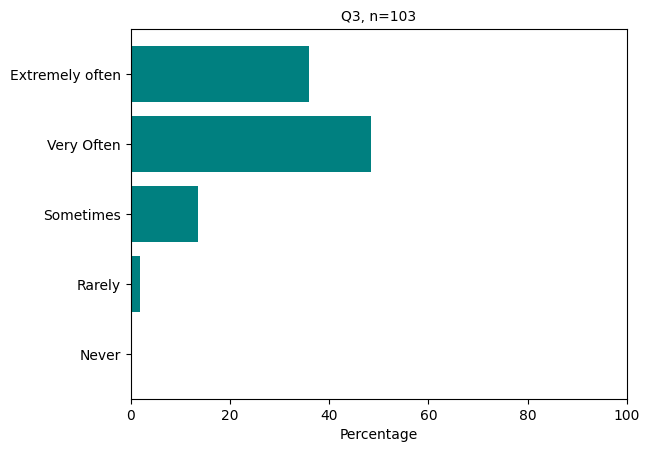 Q3, n=103
Extremely often
Very Often
Sometimes
Rarely
Never
0 20 40 60 80 100
Percentage